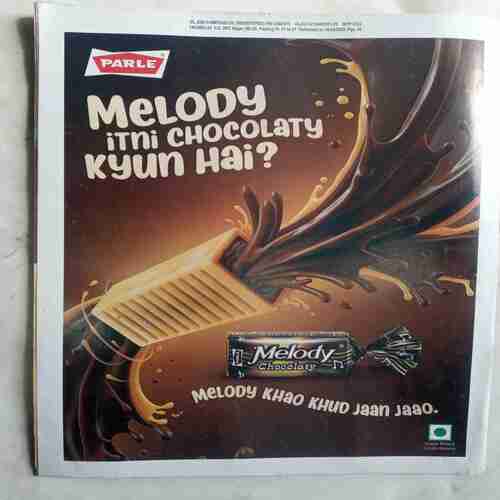 PARLE
MELODY
itni CHOCOLATY
KYUN HAI?
Melody
Chocolaty
MELODY KHAO KHUD JAAN JAAO.